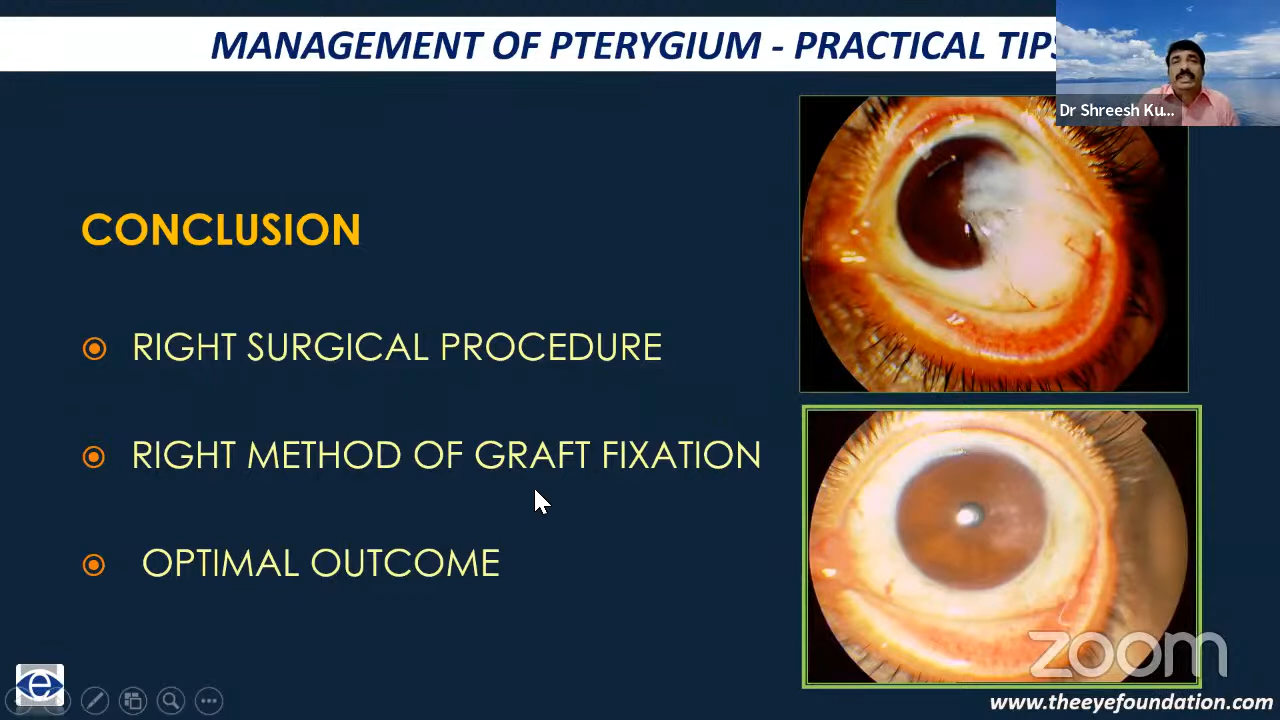 MANAGEMENT OF PTERYGIUM - PRACTICAL TIPS
Dr Shreesh Ku...
CONCLUSION
RIGHT SURGICAL PROCEDURE
RIGHT METHOD OF GRAFT FIXATION
OPTIMAL OUTCOME
zoom
e
www.theeyefoundation.com